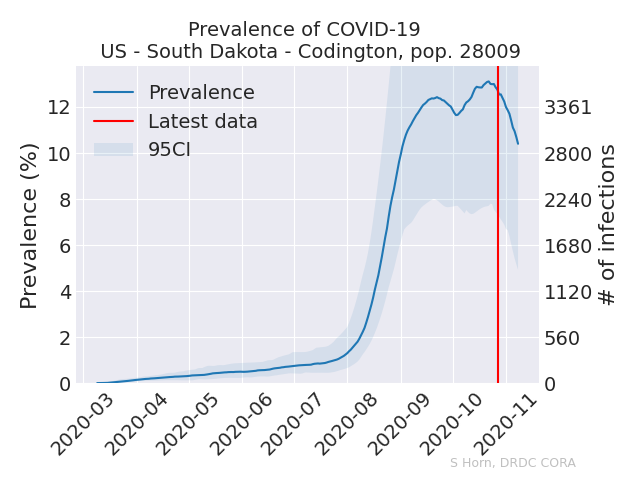 Prevalence of COVID-19
US - South Dakota - Codington, pop. 28009
Prevalence
Latest data
95CI
Prevalence (%)
12
10
8
6
4
2
0
3361
2800
2240
1680
1120
560
0
# of infections
2020-03
2020-04
2020-05
2020-06
2020-07
2020-08
2020-09
2020-10
2020-11
S Horn, DRDC CORA